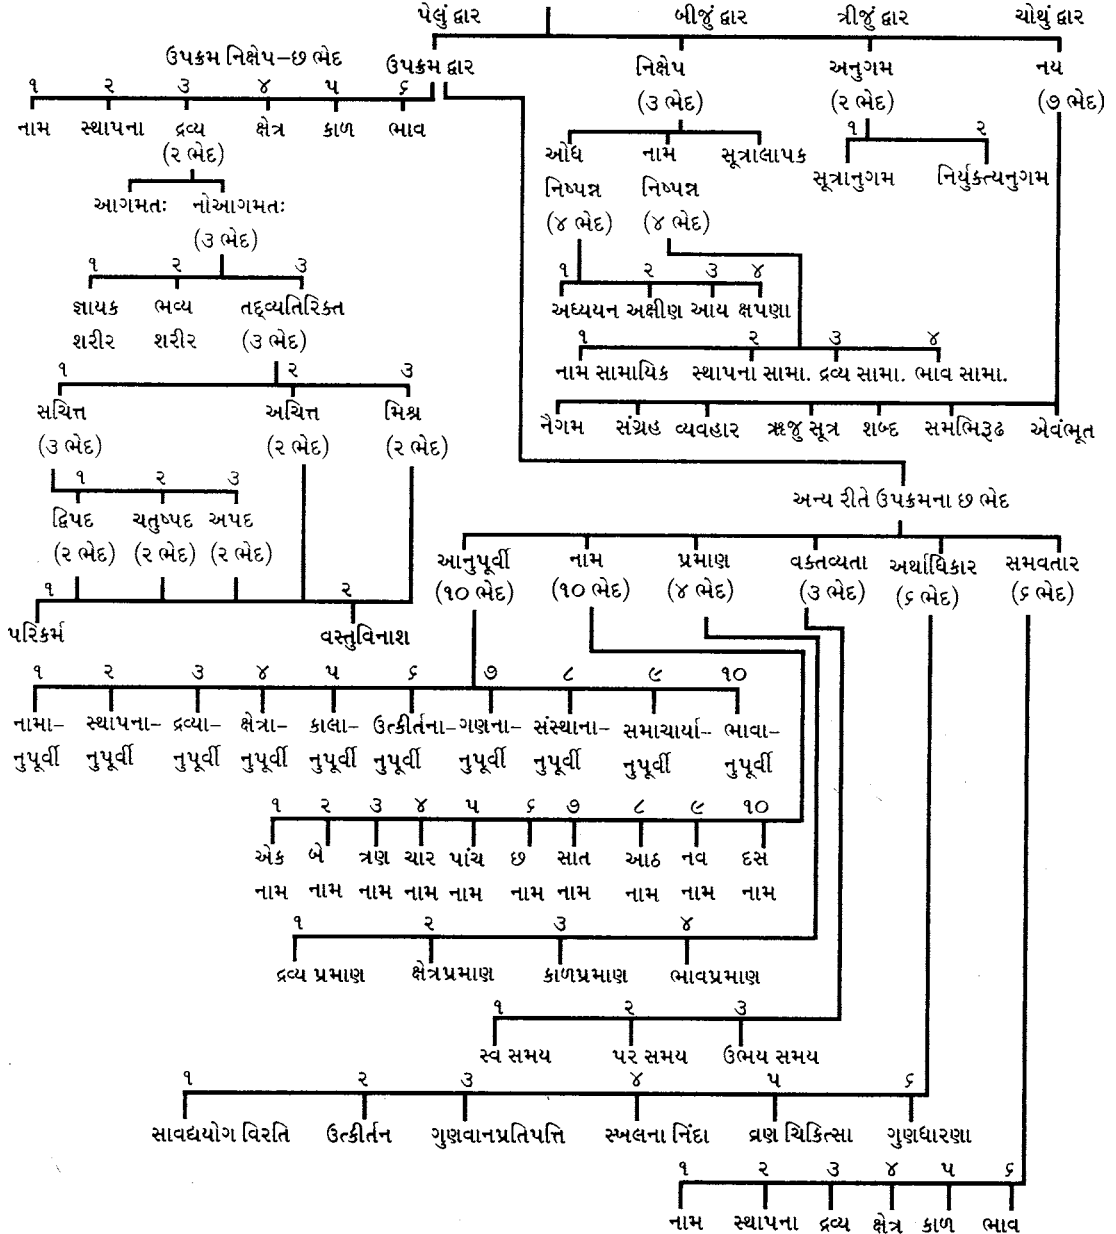 પેલું દ્વાર બીજું દ્વાર ત્રીજું દ્વાર ચોથું દ્વાર
ઉપક્રમ નિક્ષેપ–છ ભેદ
ઉપક્રમ દ્વાર નિક્ષેપ અનુગમ નય
(૩ ભેદ) (૨ ભેદ) (૭ ભેદ)
૧ ૨ ૩ ૪ ૫ ૬
નામ સ્થાપના દ્રવ્ય ક્ષેત્ર કાળ ભાવ
(૨ ભેદ)
આગમતઃ નોઆગમતઃ
(૩ ભેદ)
૧ ૨ ૩
જ્ઞાયક ભવ્ય તદ્દ્વ્યતિરિક્ત
શરીર શરીર (૩ ભેદ)
૧ ૨ ૩
સચિત્ત અચિત્ત મિશ્ર
(૩ ભેદ) (૨ ભેદ) (૨ ભેદ)
૧ ૨ ૩
દ્વિપદ ચતુષ્પદ અપદ
(૨ ભેદ) (૨ ભેદ) (૨ ભેદ)
૧ ૨
પરિકર્મ વસ્તુવિનાશ
ઓઘ નામ સૂત્રાલાપક
નિષ્પન્ન નિષ્પન્ન
(૪ ભેદ) (૪ ભેદ)
૧ ૨
સૂત્રાનુગમ નિર્યુક્ત્યનુગમ
૧ ૨ ૩ ૪
અધ્યયન અક્ષીણ આય ક્ષપણા
૧ ૨ ૩ ૪
નામ સામાયિક સ્થાપના સામા. દ્રવ્ય સામા. ભાવ સામા.
નૈગમ સંગ્રહ વ્યવહાર ઋજુ સૂત્ર શબ્દ સમભિરૂઢ એવંભૂત
અન્ય રીતે ઉપક્રમના છ ભેદ
આનુપૂર્વી નામ પ્રમાણ વક્તવ્યતા અર્થાધિકાર સમવતાર
(૧૦ ભેદ) (૧૦ ભેદ) (૪ ભેદ) (૩ ભેદ) (૬ ભેદ) (૬ ભેદ)
૧ ૨ ૩ ૪ ૫ ૬ ૭ ૮ ૯ ૧૦
નામા– સ્થાપના– દ્રવ્યા– ક્ષેત્રા– કાલા– ઉત્કીર્તના– ગણના– સંસ્થાના– સમાચાર્યા– ભાવા–
નુપૂર્વી નુપૂર્વી નુપૂર્વી નુપૂર્વી નુપૂર્વી નુપૂર્વી નુપૂર્વી નુપૂર્વી નુપૂર્વી નુપૂર્વી
૧ ૨ ૩ ૪ ૫ ૬ ૭ ૮ ૯ ૧૦
એક બે ત્રણ ચાર પાંચ છ સાત આઠ નવ દસ
નામ નામ નામ નામ નામ નામ નામ નામ નામ નામ
૧ ૨ ૩ ૪
દ્રવ્ય પ્રમાણ ક્ષેત્રપ્રમાણ કાળપ્રમાણ ભાવપ્રમાણ
૧ ૨ ૩
સ્વ સમય પર સમય ઉભય સમય
૧ ૨ ૩ ૪ ૫ ૬
સાવદ્યયોગ વિરતિ ઉત્કીર્તન ગુણવાનપ્રતિપત્તિ સ્ખલના નિંદા વ્રણ ચિકિત્સા ગુણધારણા
૧ ૨ ૩ ૪ ૫ ૬
નામ સ્થાપના દ્રવ્ય ક્ષેત્ર કાળ ભાવ